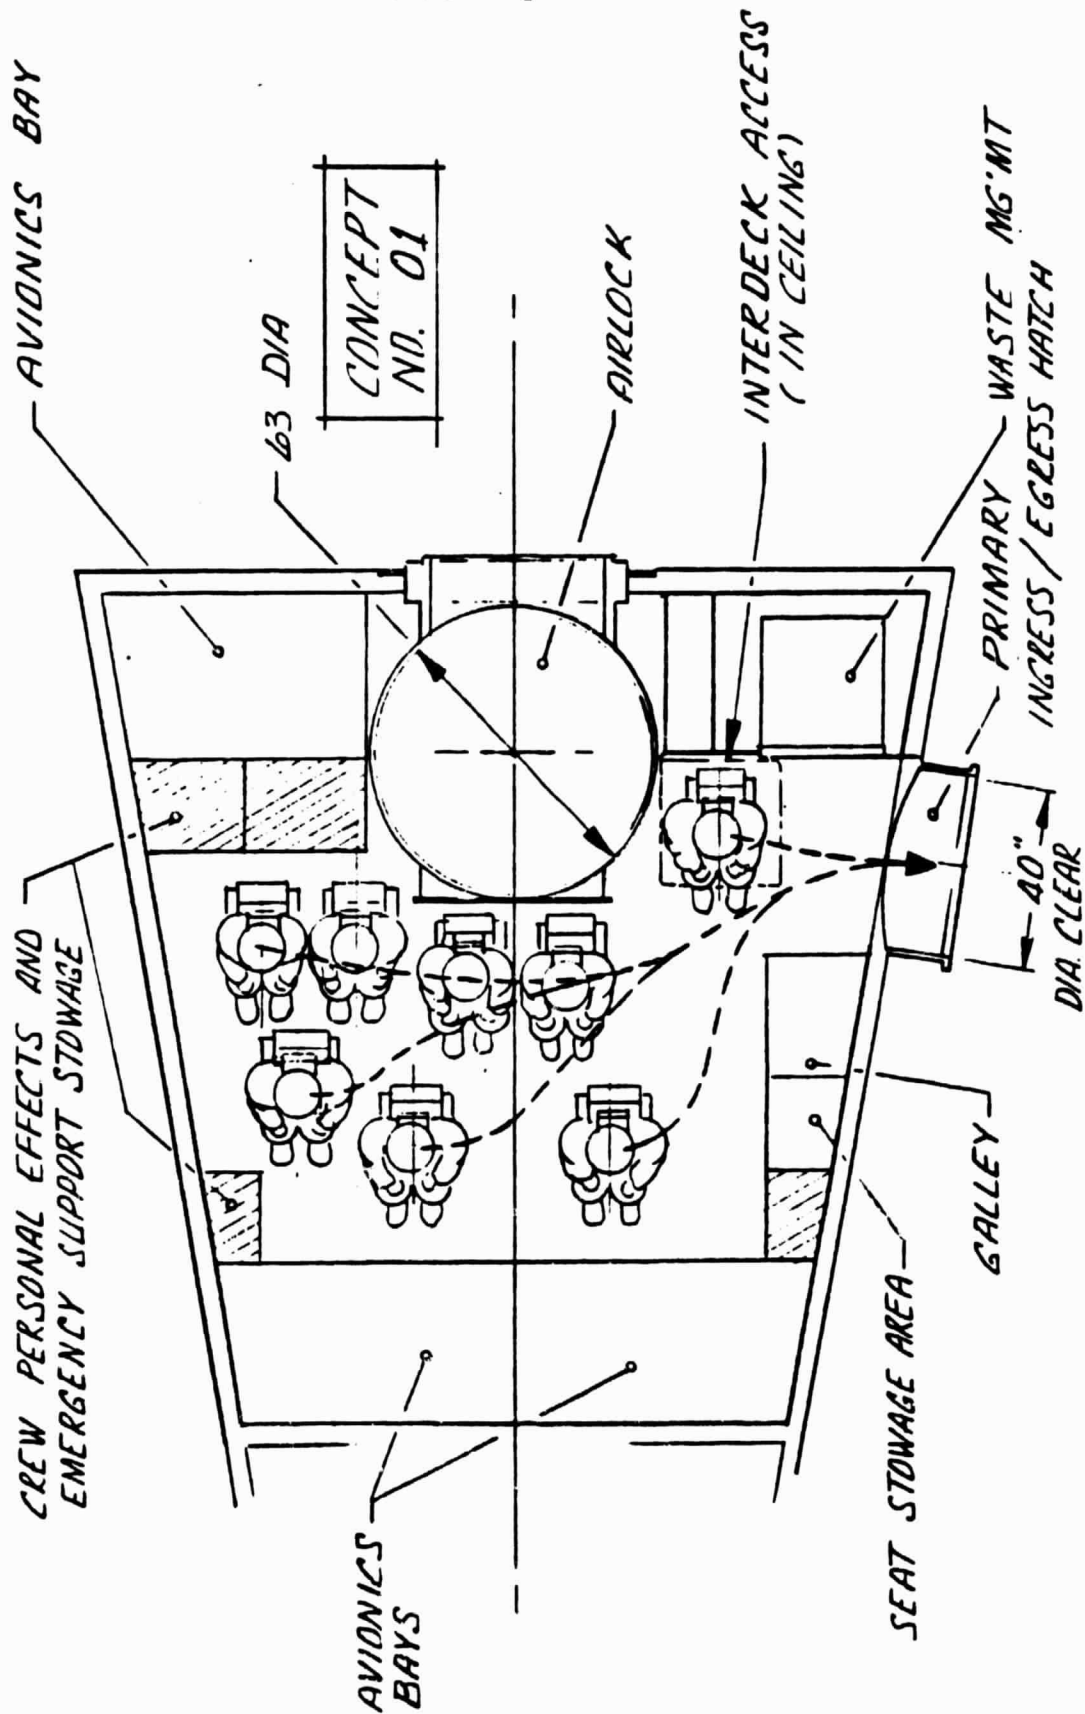 CREW PERSONAL EFFECTS AND
EMERGENCY SUPPORT STOWAGE
AVIONICS BAY
63 DIA
CONCEPT
NO. 01
AIRLOCK
INTERDECK ACCESS
(IN CEILING)
WASTE MG'MT
PRIMARY
INGRESS/EGRESS HATCH
40"
DIA. CLEAR
GALLEY
SEAT STOWAGE AREA
AVIONICS
BAYS